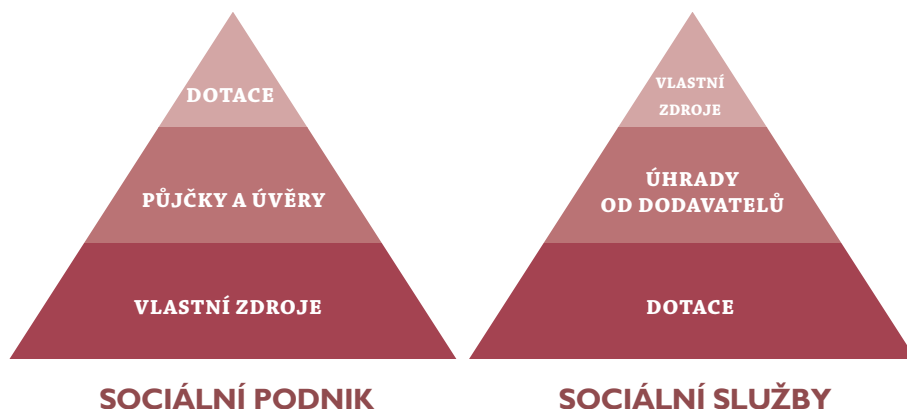 DOTACE
PŮJČKY A ÚVĚRY
VLASTNÍ ZDROJE
SOCIÁLNÍ PODNIK
VLASTNÍ
ZDROJE
ÚHRADY
OD DODAVATELŮ
DOTACE
SOCIÁLNÍ SLUŽBY